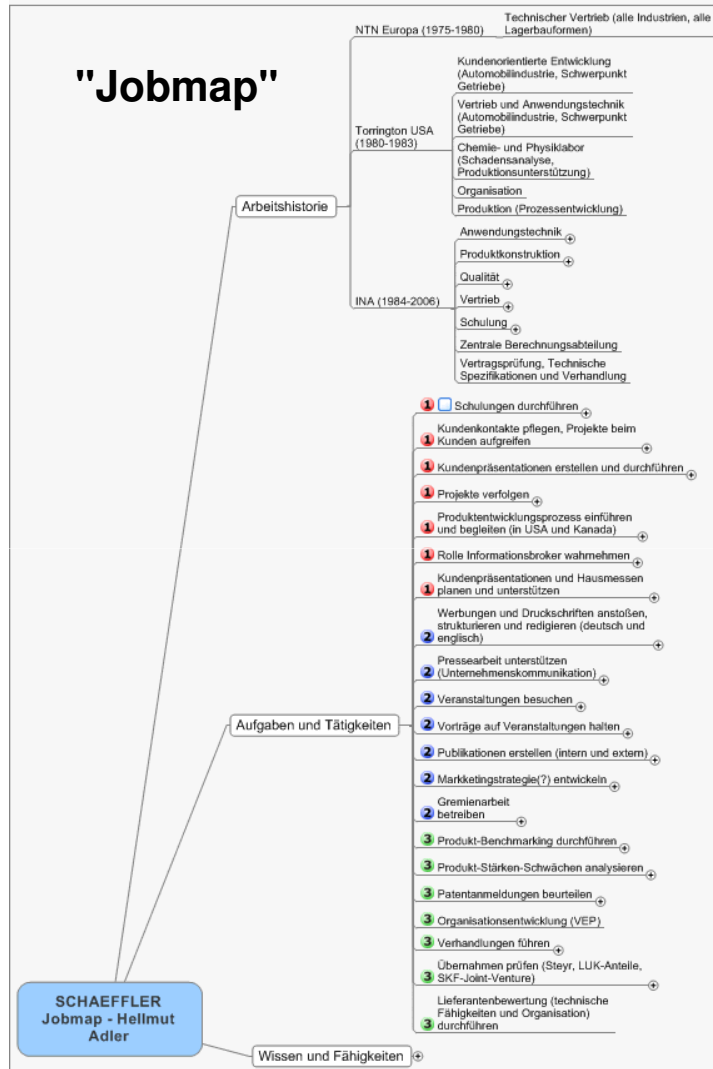 "Jobmap"
NTN Europa (1975-1980)
Technischer Vertrieb (alle Industrien, alle
Lagerbauformen)
Torrington USA
(1980-1983)
Kundenorientierte Entwicklung
(Automobilindustrie, Schwerpunkt
Getriebe)
Vertrieb und Anwendungstechnik
(Automobilindustrie, Schwerpunkt
Getriebe)
Chemie- und Physiklabor
(Schadensanalyse,
Produktionsunterstützung)
Organisation
Produktion (Prozessentwicklung)
Arbeitshistorie
INA (1984-2006)
Anwendungstechnik
Produktkonstruktion
Qualität
Vertrieb
Schulung
Zentrale Berechnungsabteilung
Vertragsprüfung, Technische
Spezifikationen und Verhandlung
Aufgaben und Tätigkeiten
1 Schulungen durchführen
Kundenkontakte pflegen, Projekte beim
1 Kunden aufgreifen
1 Kundenpräsentationen erstellen und durchführen
1 Projekte verfolgen
Produktentwicklungsprozess einführen
1 und begleiten (in USA und Kanada)
1 Rolle Informationsbroker wahrnehmen
Kundenpräsentationen und Hausmessen
1 planen und unterstützen
Werbungen und Druckschriften anstoßen,
strukturieren und redigieren (deutsch und
2 englisch)
Pressearbeit unterstützen
2 (Unternehmenskommunikation)
2 Veranstaltungen besuchen
2 Vorträge auf Veranstaltungen halten
2 Publikationen erstellen (intern und extern)
2 Markketingstrategie(?) entwickeln
Gremienarbeit
2 betreiben
3 Produkt-Benchmarking durchführen
3 Produkt-Stärken-Schwächen analysieren
3 Patentanmeldungen beurteilen
3 Organisationsentwicklung (VEP)
3 Verhandlungen führen
Übernahmen prüfen (Steyr, LUK-Anteile,
3 SKF-Joint-Venture)
Lieferantenbewertung (technische
Fähigkeiten und Organisation)
3 durchführen
SCHAEFFLER
Jobmap - Hellmut
Adler
Wissen und Fähigkeiten